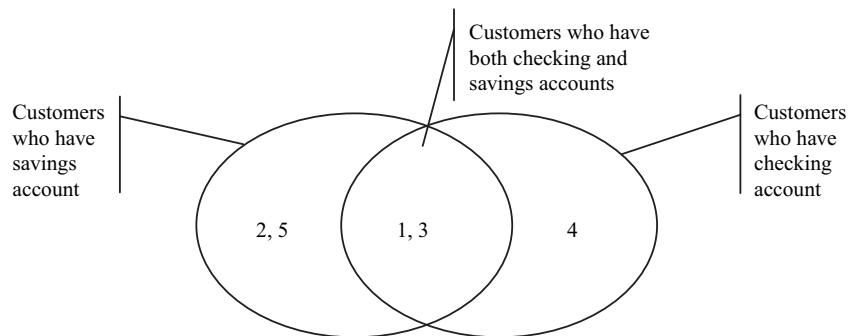 Customers who have
both checking and
savings accounts
Customers
who have
savings
account
Customers
who have
checking
account
2, 5
1, 3
4